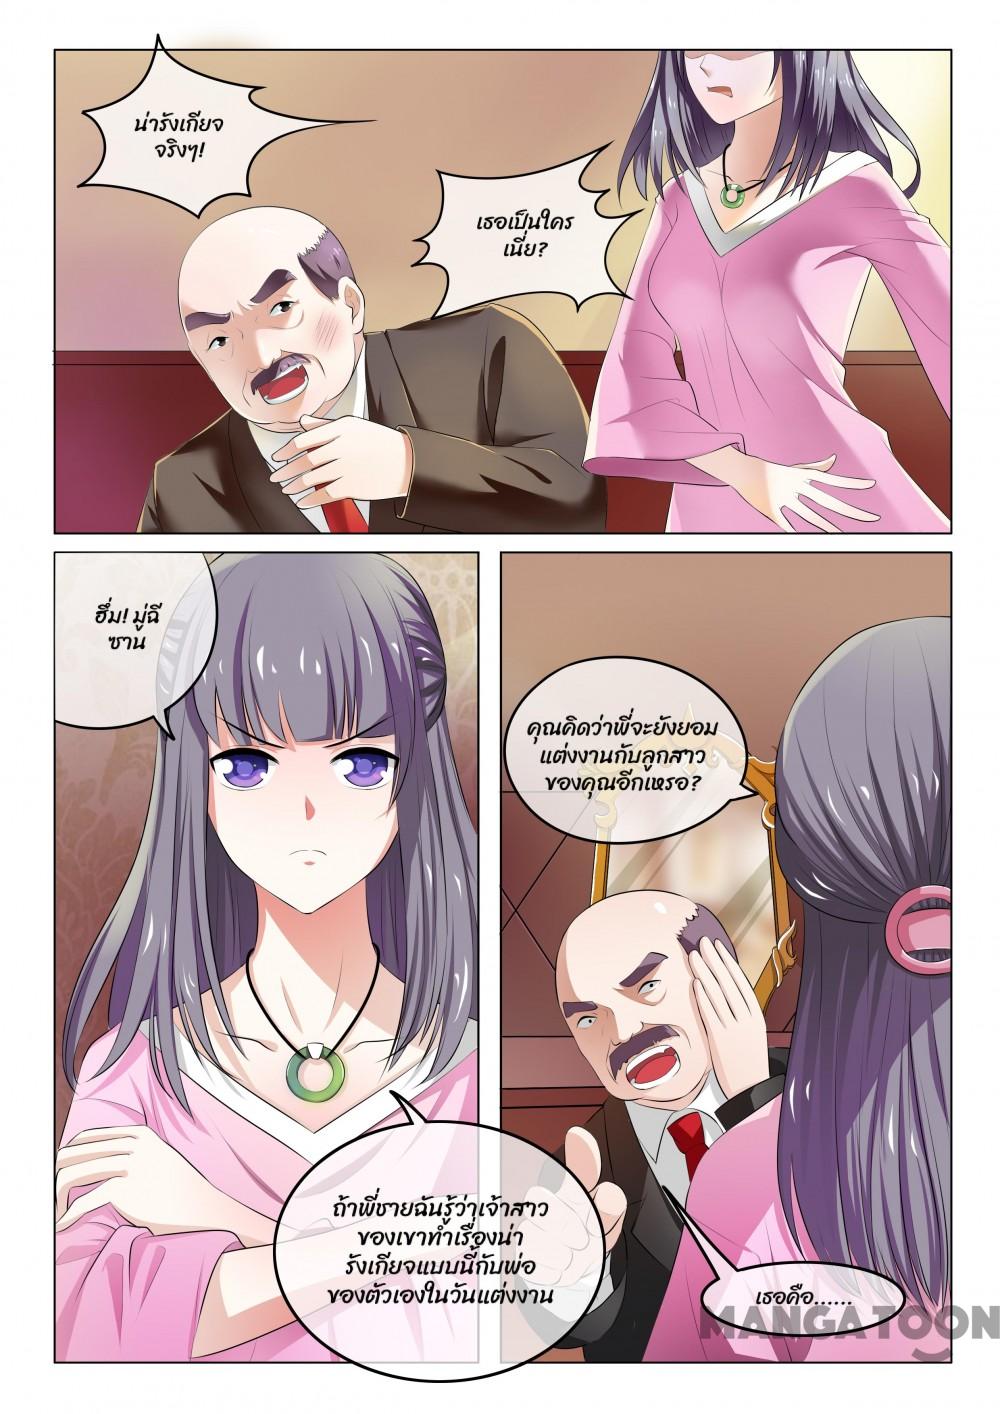 น่ารังเกียจ
จริงๆ!
เธอเป็นใคร
เนี่ย?
ฮึ่ม! มู่ฉี
ซาน
ถ้าพี่ชายฉันรู้ว่าเจ้าสาว
ของเขาทำเรื่องน่า
รังเกียจแบบนี้กับพ่อ
ของตัวเองในวันแต่งงาน
คุณคิดว่าพี่จะยังยอม
แต่งงานกับลูกสาว
ของคุณอีกเหรอ?
เธอคือ......
MANGATOON